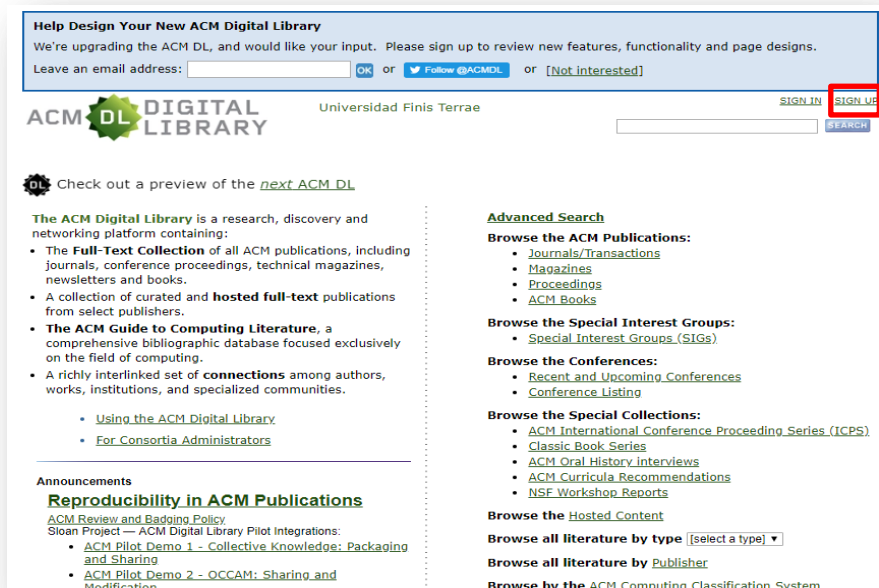 Help Design Your New ACM Digital Library
We're upgrading the ACM DL, and would like your input. Please sign up to review new features, functionality and page designs.
Leave an email address: OK or Follow @ACMDL or [Not interested]
ACM DL DIGITAL LIBRARY
Universidad Finis Terrae
SIGN IN SIGN UP
SEARCH
DL Check out a preview of the next ACM DL
The ACM Digital Library is a research, discovery and
networking platform containing:
• The Full-Text Collection of all ACM publications, including
journals, conference proceedings, technical magazines,
newsletters and books.
• A collection of curated and hosted full-text publications
from select publishers.
• The ACM Guide to Computing Literature, a
comprehensive bibliographic database focused exclusively
on the field of computing.
• A richly interlinked set of connections among authors,
works, institutions, and specialized communities.
• Using the ACM Digital Library
• For Consortia Administrators
Announcements
Reproducibility in ACM Publications
ACM Review and Badging Policy
Sloan Project — ACM Digital Library Pilot Integrations:
• ACM Pilot Demo 1 - Collective Knowledge: Packaging
and Sharing
• ACM Pilot Demo 2 - OCCAM: Sharing and
Modification
Advanced Search
Browse the ACM Publications:
• Journals/Transactions
• Magazines
• Proceedings
• ACM Books
Browse the Special Interest Groups:
• Special Interest Groups (SIGs)
Browse the Conferences:
• Recent and Upcoming Conferences
• Conference Listing
Browse the Special Collections:
• ACM International Conference Proceeding Series (ICPS)
• Classic Book Series
• ACM Oral History interviews
• ACM Curricula Recommendations
• NSF Workshop Reports
Browse the Hosted Content
Browse all literature by type [select a type]
Browse all literature by Publisher
Browse by the ACM Computing Classification System